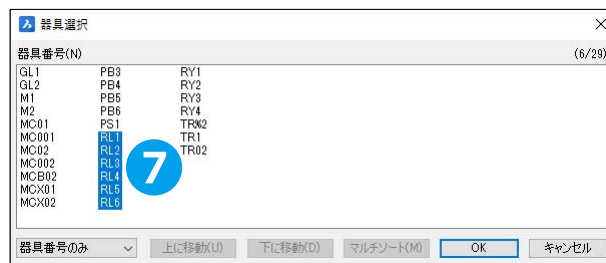 器具選択
器具番号(N) (6/29)
GL1 PB3 RY1
GL2 PB4 RY2
M1 PB5 RY3
M2 PB6 RY4
MC01 PS1 TR%2
MC001 RL1 TR1
MC02 RL2 TR02
MC002 RL3
MCB02 RL4
MCX01 RL5
MCX02 RL6
7
器具番号のみ 上に移動(U) 下に移動(D) マルチソート(M) OK キャンセル